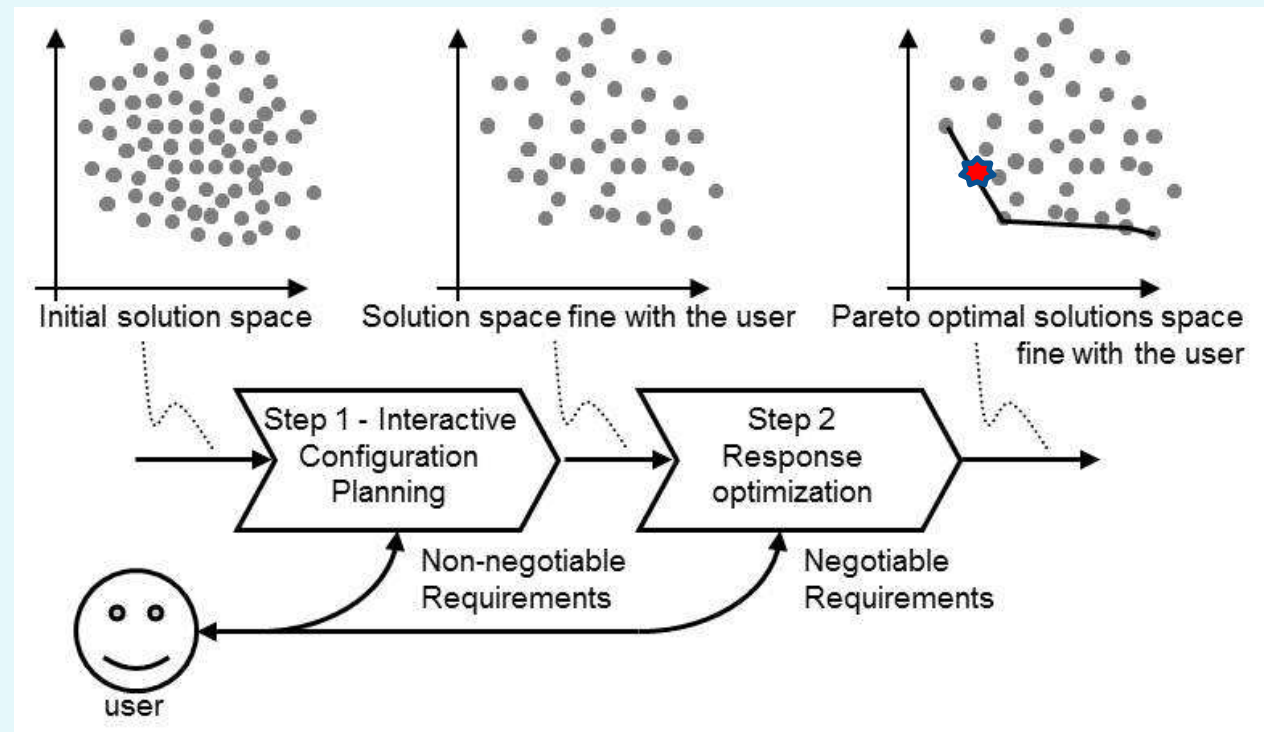 Initial solution space
Solution space fine with the user
Pareto optimal solutions space
fine with the user
Step 1 - Interactive
Configuration
Planning
Step 2
Response
optimization
Non-negotiable
Requirements
Negotiable
Requirements
user